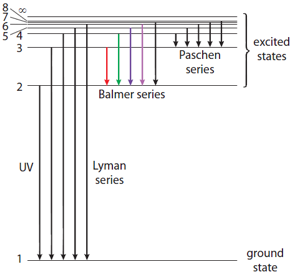 8
∞
7
6
5
4
3
2
1
excited
states
Paschen
series
Balmer series
UV
Lyman
series
ground
state